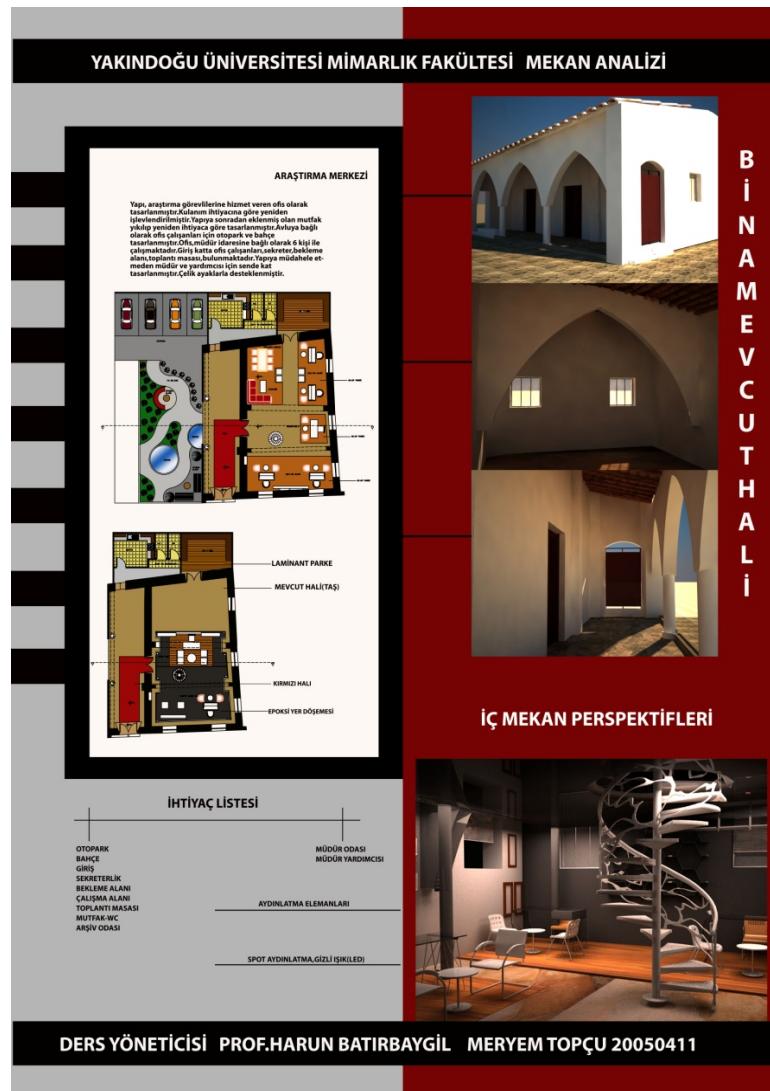 YAKINDOĞU ÜNİVERSİTESİ MİMARLIK FAKÜLTESİ MEKAN ANALİZİ
ARAŞTIRMA MERKEZİ
Yapı, araştırma görevlilerine hizmet veren ofis olarak
tasarlanmıştır.Kulanım ihtiyacına göre yeniden
işlevlendirilmiştir.Yapıya sonradan eklenmiş olan mutfak
yıkılıp yeniden ihtiyaca göre tasarlanmıştır.Avluya bağlı
olarak ofis çalışanları için otopark ve bahçe
tasarlanmıştır.Ofis,müdür idaresine bağlı olarak 6 kişi ile
çalışmaktadır.Giriş katta ofis çalışanları,sekreter,bekleme
alanı,toplantı masası,bulunmaktadır.Yapıya müdahele et-
meden müdür ve yardımcısı için sende kat
tasarlanmıştır.Çelik ayaklarla desteklenmiştir.
LAMİNANT PARKE
MEVCUT HALİ(TAŞ)
KIRMIZI HALI
EPOKSİ YER DÖŞEMESİ
İHTİYAÇ LİSTESİ
OTOPARK
BAHÇE
GİRİŞ
SEKRETERLİK
BEKLEME ALANI
ÇALIŞMA ALANI
TOPLANTI MASASI
MUTFAK-WC
ARŞİV ODASI
MÜDÜR ODASI
MÜDÜR YARDIMCISI
AYDINLATMA ELEMANLARI
SPOT AYDINLATMA,GİZLİ IŞIK(LED)
BİNA MEVCUT HALİ
İÇ MEKAN PERSPEKTİFLERİ
DERS YÖNETİCİSİ PROF.HARUN BATIRBAYGİL MERYEM TOPÇU 20050411